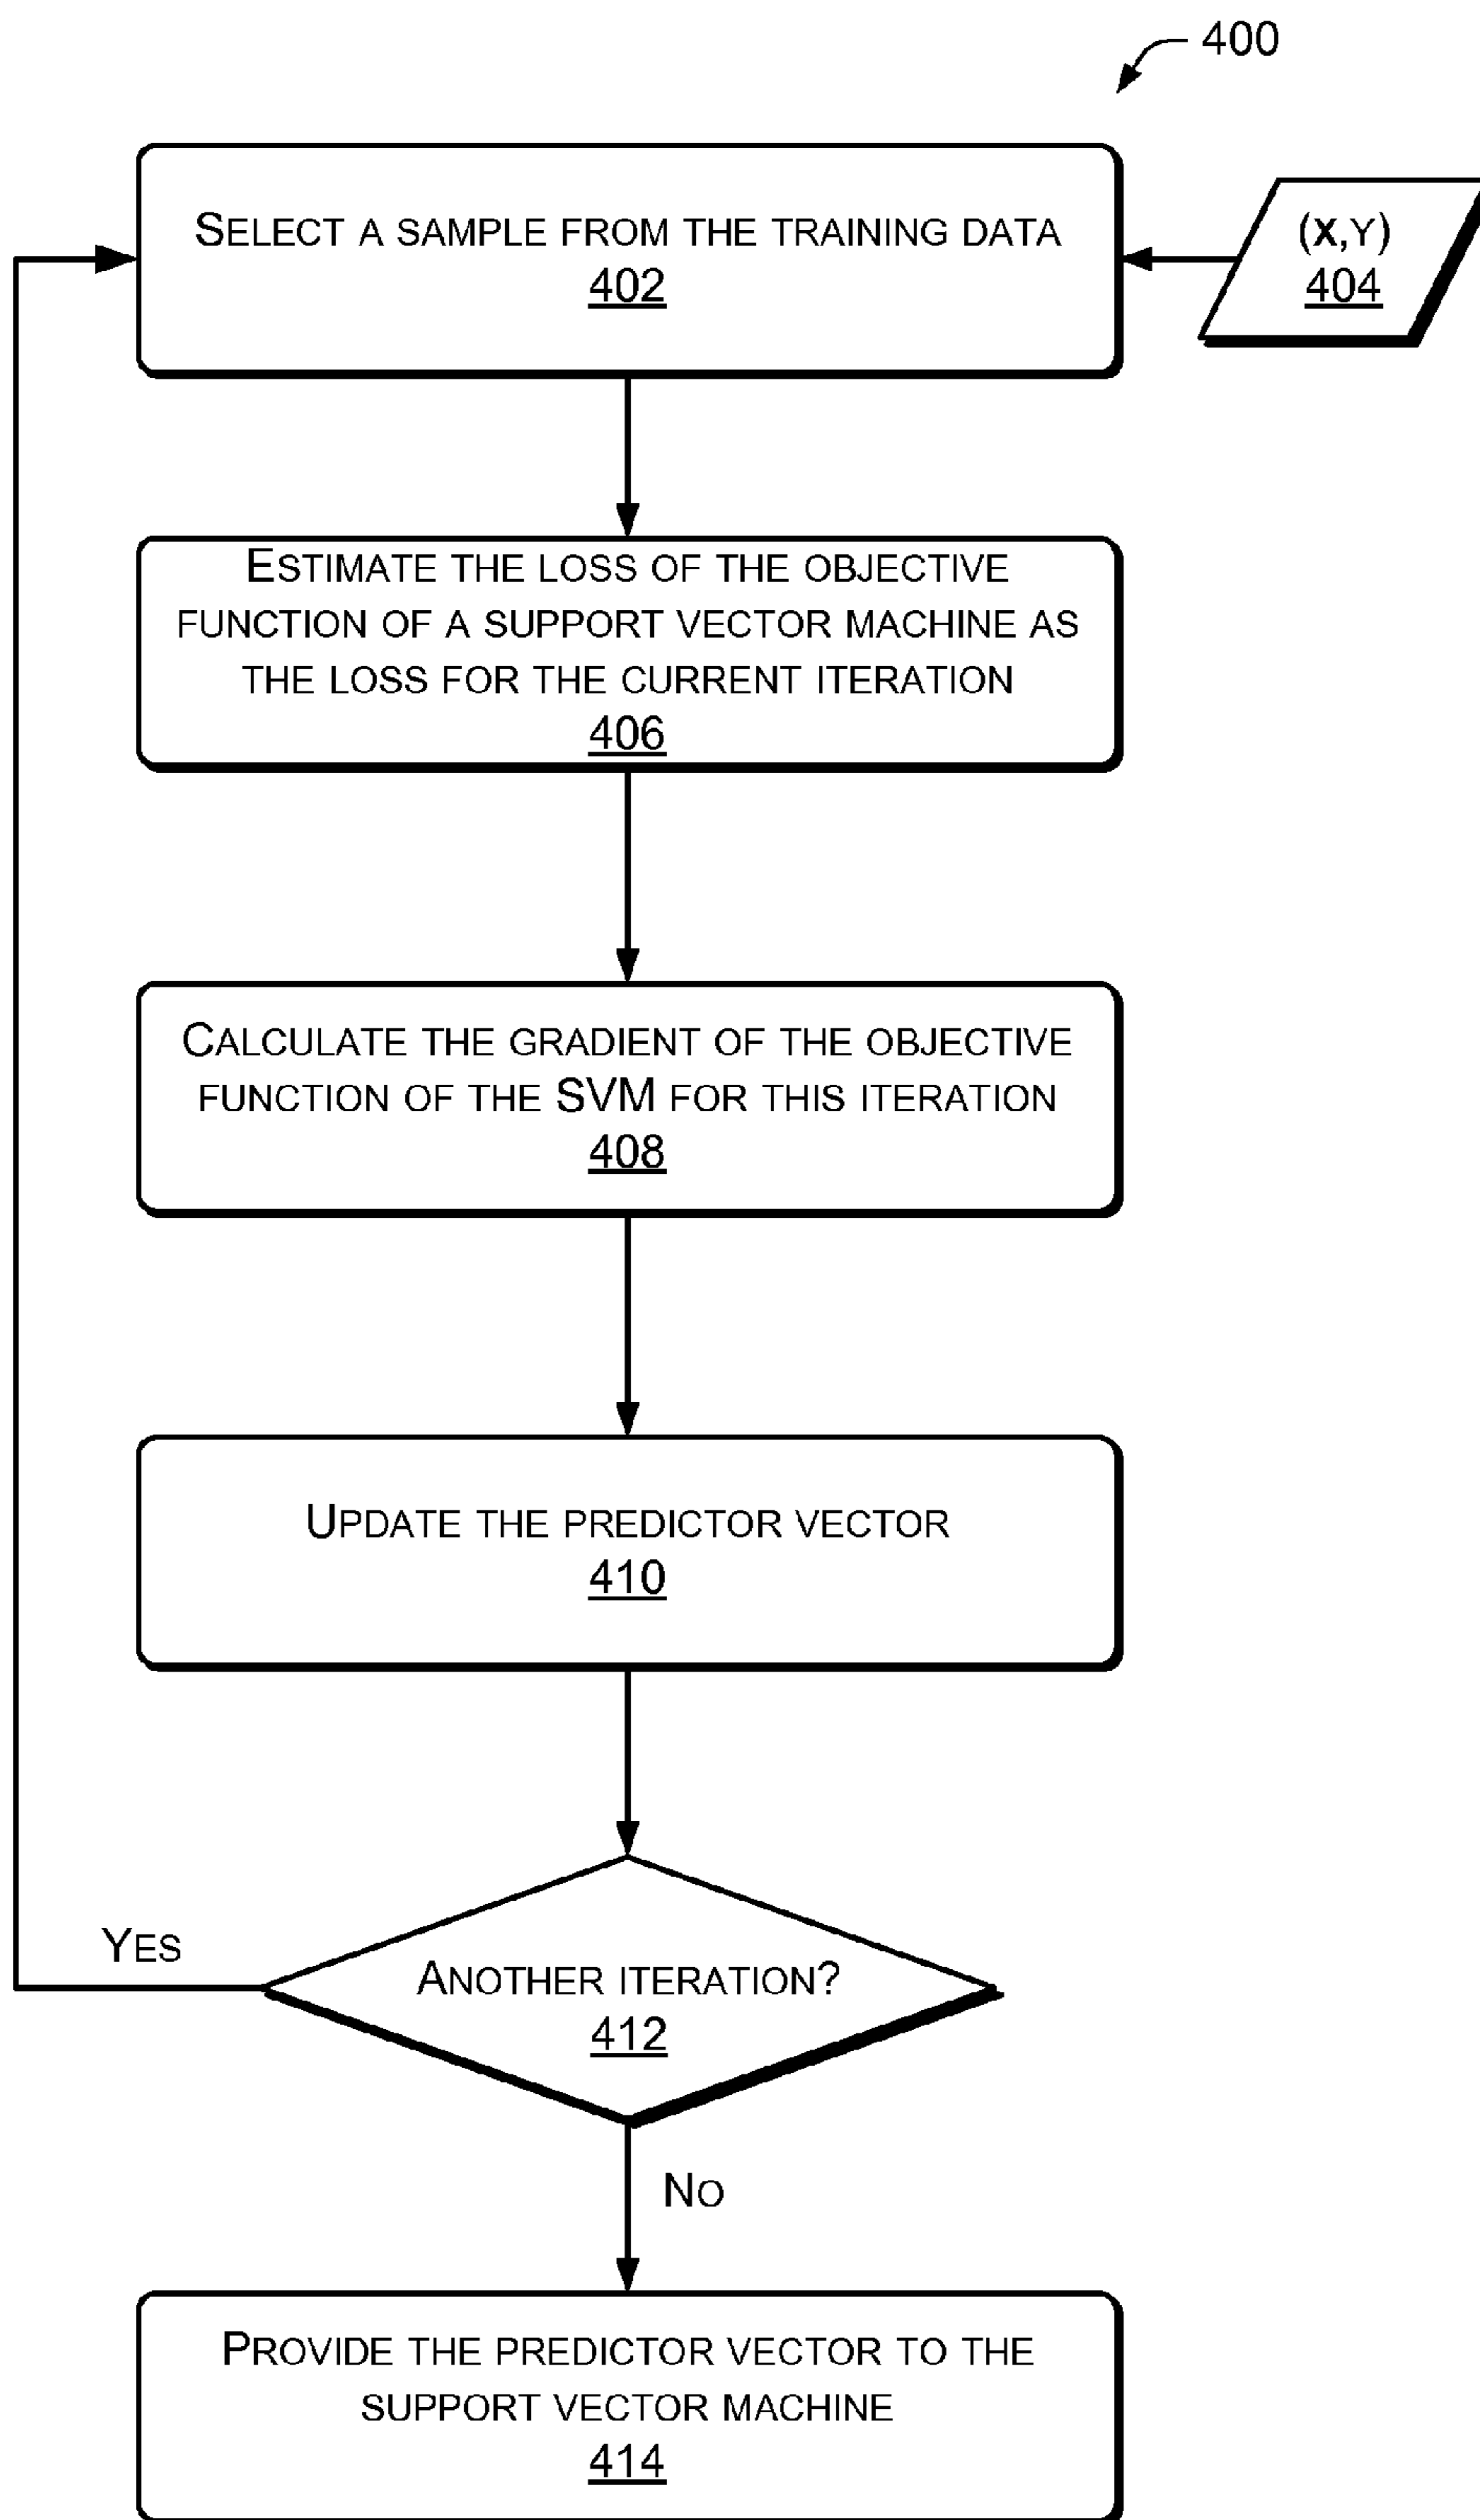 400
SELECT A SAMPLE FROM THE TRAINING DATA
402
(X,Y)
404
ESTIMATE THE LOSS OF THE OBJECTIVE
FUNCTION OF A SUPPORT VECTOR MACHINE AS
THE LOSS FOR THE CURRENT ITERATION
406
CALCULATE THE GRADIENT OF THE OBJECTIVE
FUNCTION OF THE SVM FOR THIS ITERATION
408
UPDATE THE PREDICTOR VECTOR
410
YES
ANOTHER ITERATION?
412
NO
PROVIDE THE PREDICTOR VECTOR TO THE
SUPPORT VECTOR MACHINE
414